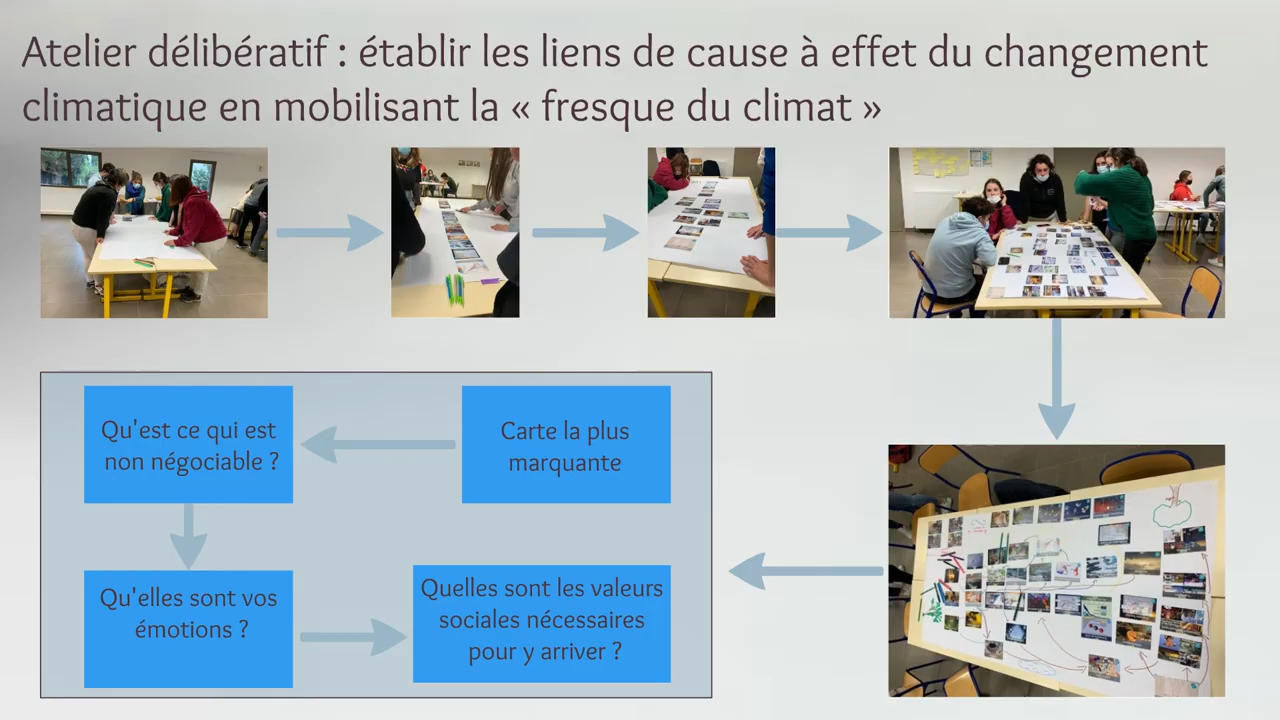 Atelier délibératif : établir les liens de cause à effet du changement
climatique en mobilisant la « fresque du climat »
Carte la plus
marquante
Qu'est ce qui est
non négociable ?
Qu'elles sont vos
émotions ?
Quelles sont les valeurs
sociales nécessaires
pour y arriver ?